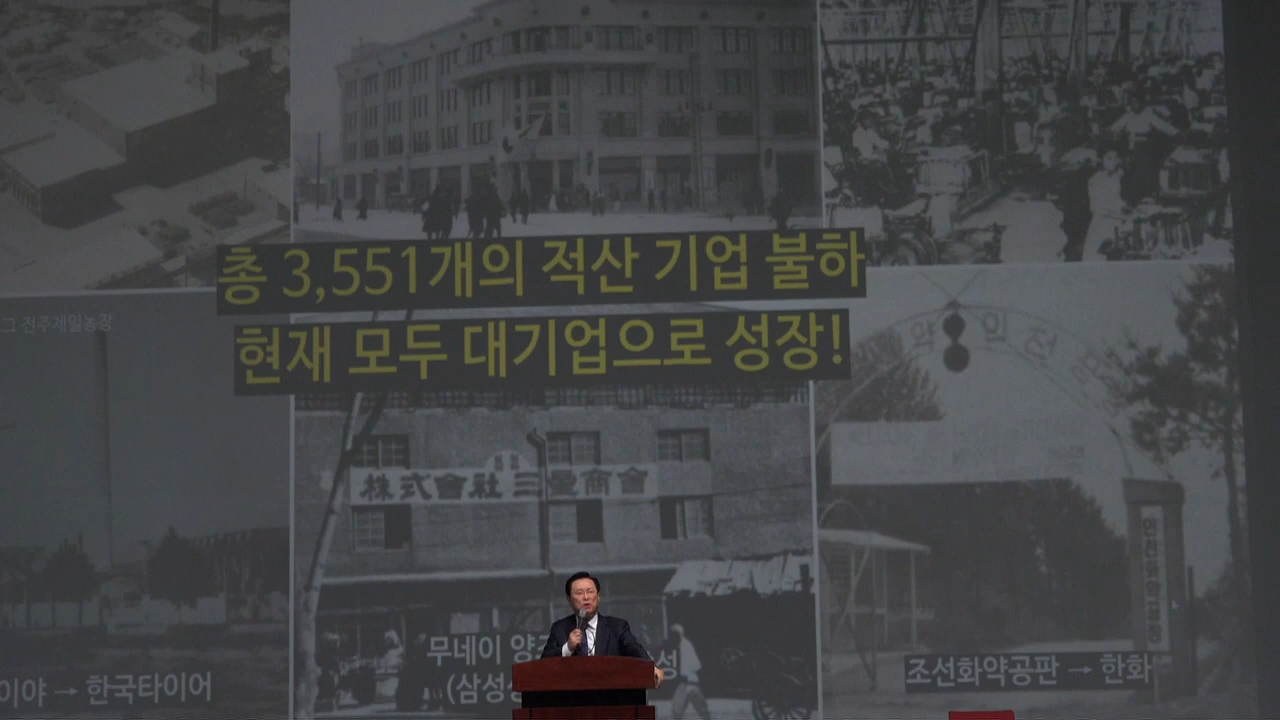 총 3,551개의 적산 기업 불하
현재 모두 대기업으로 성장!
그 전주제일농장
株式會社三星商會
무네이 양
(삼성
성
이야 → 한국타이어
조선화약공판 → 한화